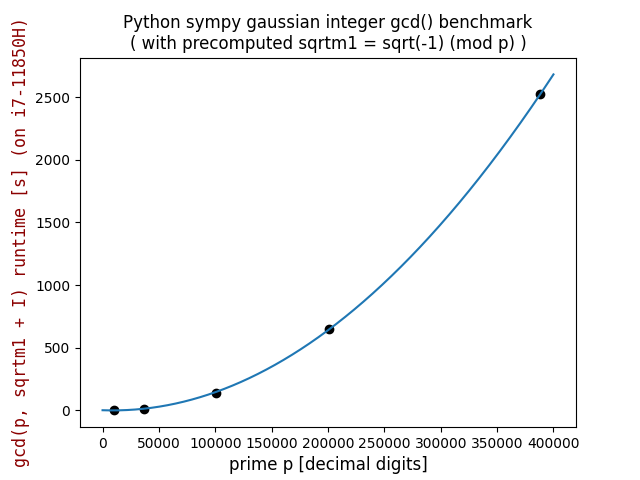 Python sympy gaussian integer gcd() benchmark
( with precomputed sqrtm1 = sqrt(-1) (mod p) )
gcd(p, sqrtm1 + I) runtime [s] (on i7-11850H)
2500
2000
1500
1000
500
0
0 50000 100000 150000 200000 250000 300000 350000 400000
prime p [decimal digits]